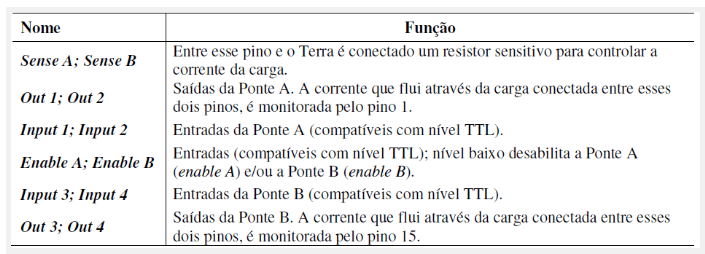 Nome Função
Sense A; Sense B Entre esse pino e o Terra é conectado um resistor sensitivo para controlar a
corrente da carga.
Out 1; Out 2 Saídas da Ponte A. A corrente que flui através da carga conectada entre esses
dois pinos, é monitorada pelo pino 1.
Input 1; Input 2 Entradas da Ponte A (compatíveis com nível TTL).
Enable A; Enable B Entradas (compatíveis com nível TTL); nível baixo desabilita a Ponte A
(enable A) e/ou a Ponte B (enable B).
Input 3; Input 4 Entradas da Ponte B (compatíveis com nível TTL).
Out 3; Out 4 Saídas da Ponte B. A corrente que flui através da carga conectada entre esses
dois pinos, é monitorada pelo pino 15.